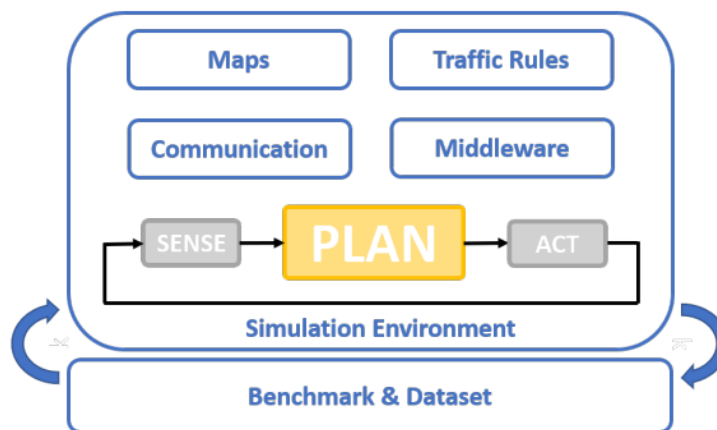 Maps
Traffic Rules
Communication
Middleware
SENSE
PLAN
ACT
Simulation Environment
Benchmark & Dataset